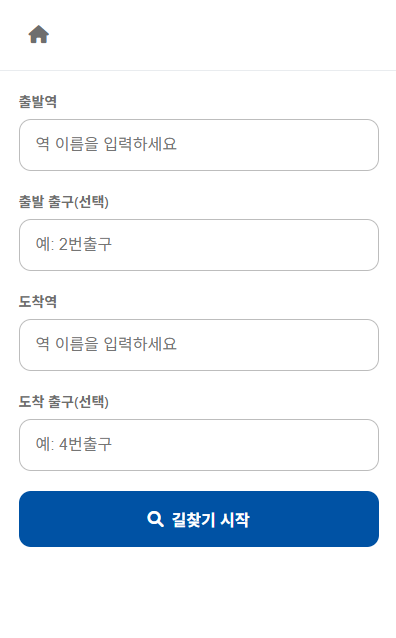 출발역
역 이름을 입력하세요
출발 출구(선택)
예: 2번출구
도착역
역 이름을 입력하세요
도착 출구(선택)
예: 4번출구
길찾기 시작